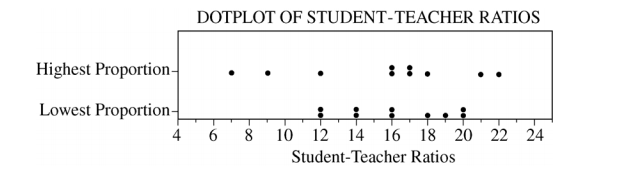 DOTPLOT OF STUDENT-TEACHER RATIOS
Highest Proportion
Lowest Proportion
4 6 8 10 12 14 16 18 20 22 24
Student-Teacher Ratios